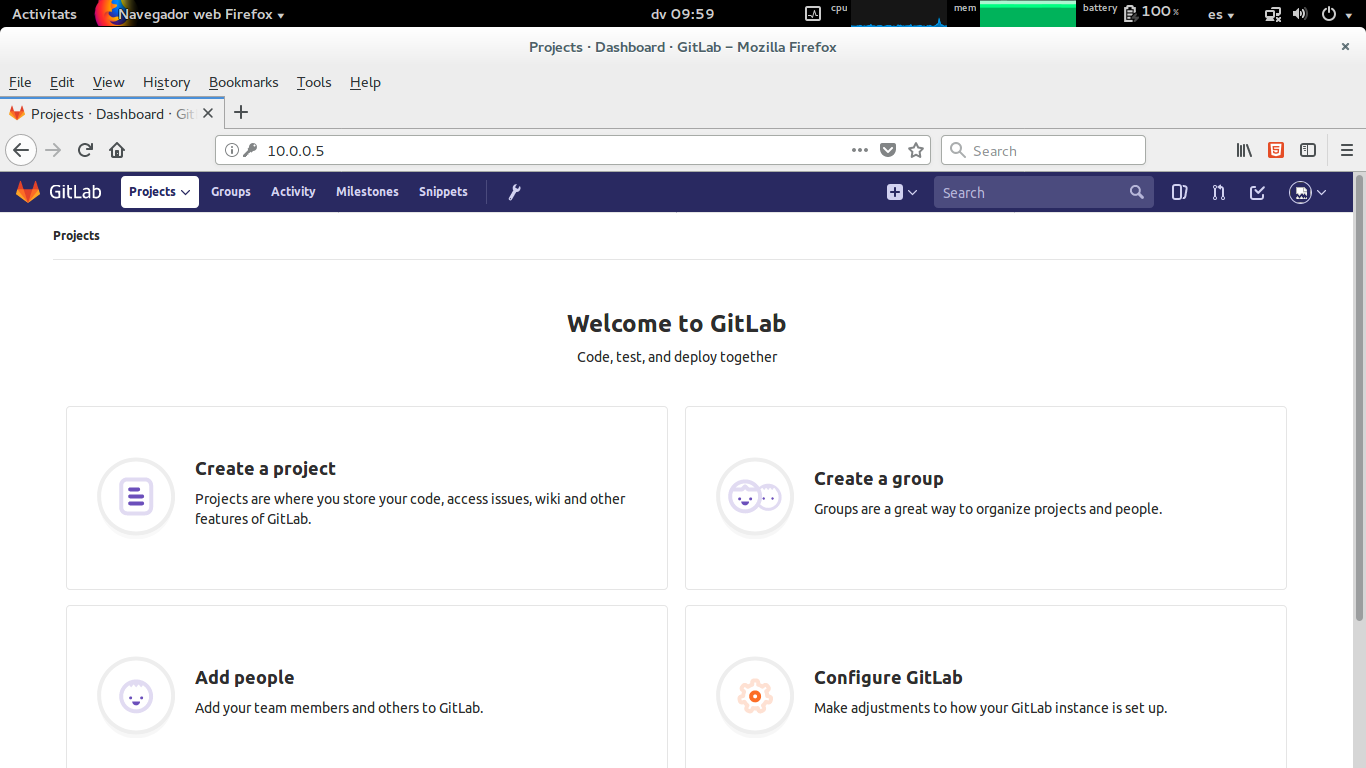 Activitats Navegador web Firefox dv 09:59 cpu mem battery 100% es
Projects · Dashboard · GitLab – Mozilla Firefox
File Edit View History Bookmarks Tools Help
Projects · Dashboard · Git
10.0.0.5 Search
GitLab Projects Groups Activity Milestones Snippets Search
Projects
Welcome to GitLab
Code, test, and deploy together
Create a project
Projects are where you store your code, access issues, wiki and other
features of GitLab.
Create a group
Groups are a great way to organize projects and people.
Add people
Add your team members and others to GitLab.
Configure GitLab
Make adjustments to how your GitLab instance is set up.